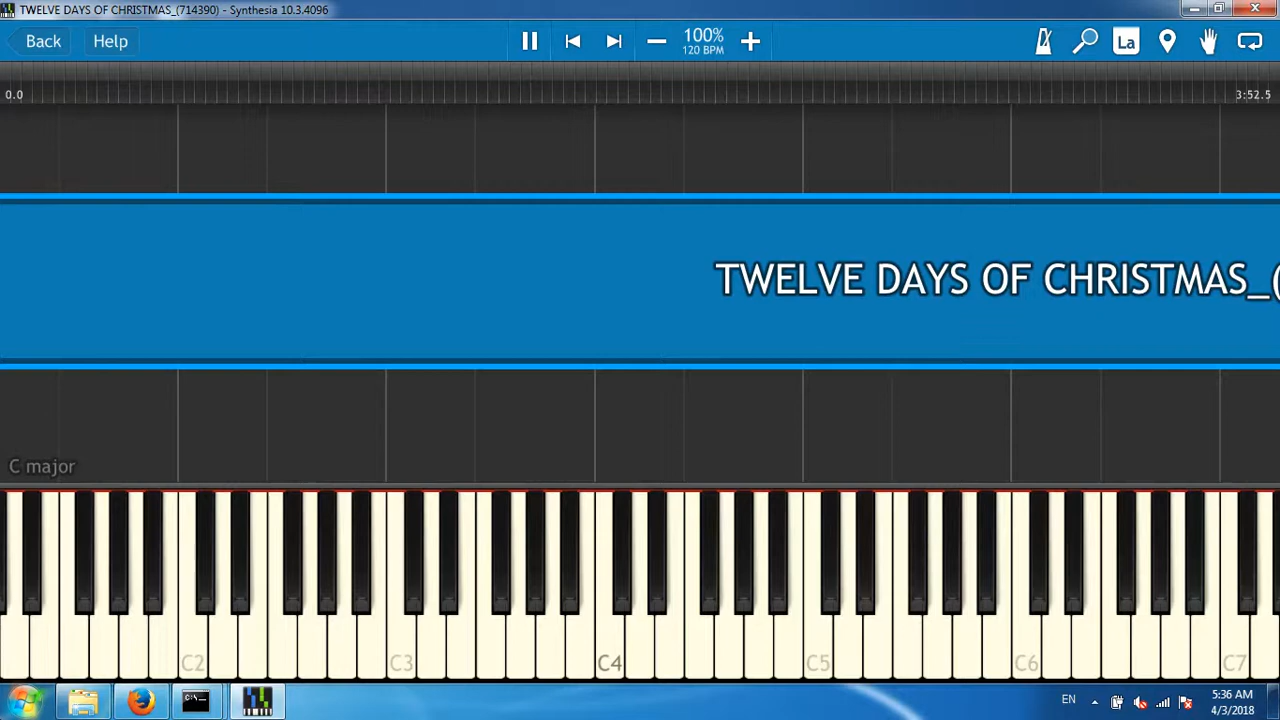 TWELVE DAYS OF CHRISTMAS_(714390) - Synthesia 10.3.4096
Back
Help
100%
120 BPM
La
0.0
3:52.5
TWELVE DAYS OF CHRISTMAS_(
C major
C2
C3
C4
C5
C6
C7
C:\
EN
5:36 AM
4/3/2018